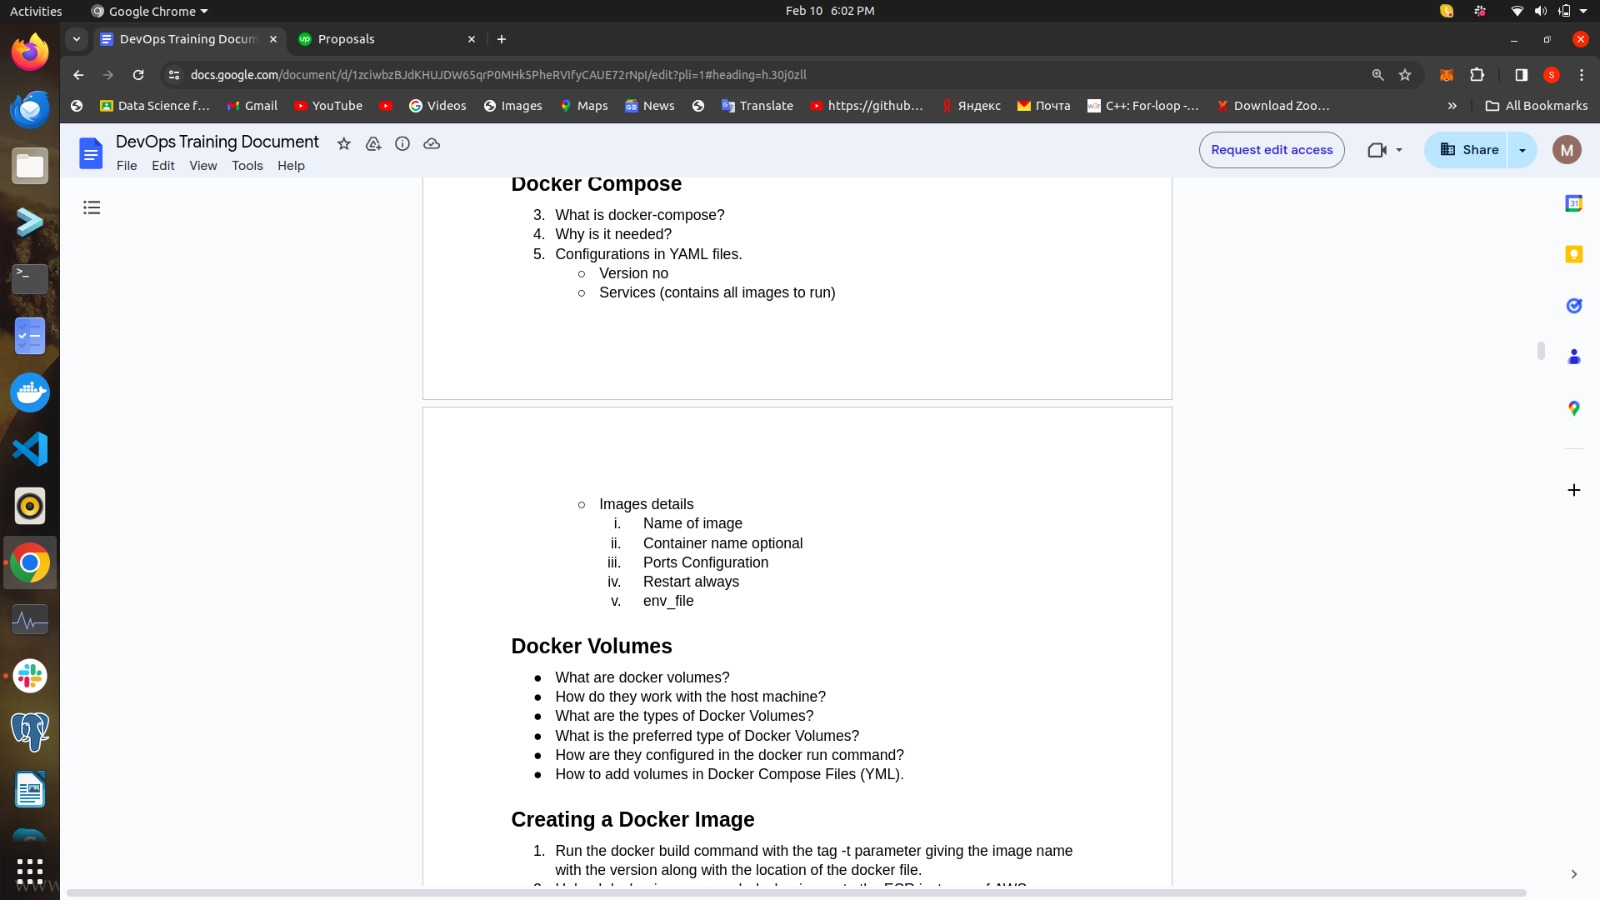 Activities
Google Chrome
Feb 10 6:02 PM
DevOps Training Docum
Proposals
docs.google.com/document/d/1zciwbzBJdKHUJDW65qrP0MHk5PheRVIfyCAUE72rNpI/edit?pli=1#heading=h.30j0zll
Data Science f...
Gmail
YouTube
Videos
Images
Maps
News
Translate
https://github...
Яндекс
Почта
C++: For-loop -...
Download Zoo...
All Bookmarks
DevOps Training Document
File Edit View Tools Help
Request edit access
Share
M
Docker Compose
3. What is docker-compose?
4. Why is it needed?
5. Configurations in YAML files.
○ Version no
○ Services (contains all images to run)
○ Images details
i. Name of image
ii. Container name optional
iii. Ports Configuration
iv. Restart always
v. env_file
Docker Volumes
● What are docker volumes?
● How do they work with the host machine?
● What are the types of Docker Volumes?
● What is the preferred type of Docker Volumes?
● How are they configured in the docker run command?
● How to add volumes in Docker Compose Files (YML).
Creating a Docker Image
1. Run the docker build command with the tag -t parameter giving the image name
with the version along with the location of the docker file.